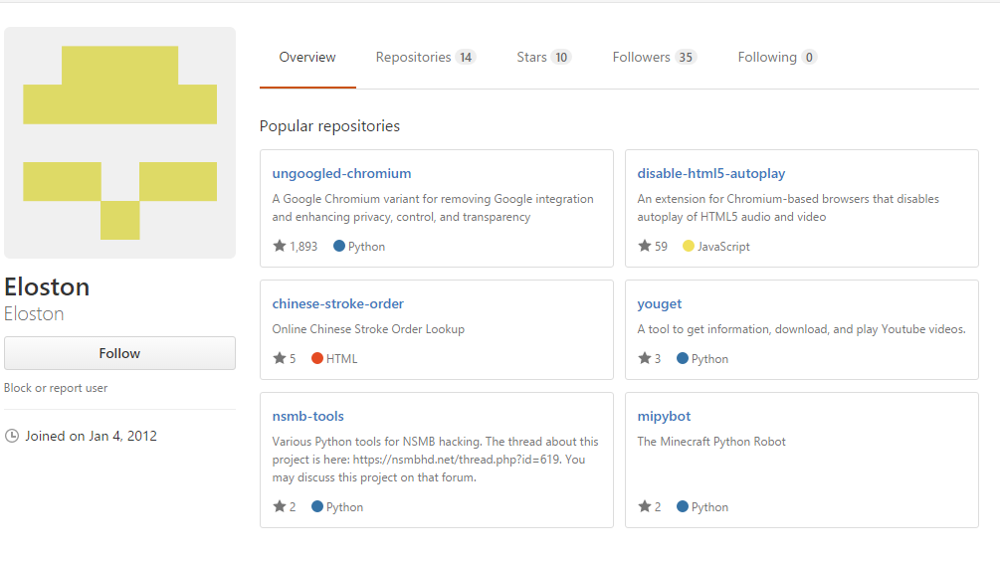 Overview
Repositories 14
Stars 10
Followers 35
Following 0
Eloston
Eloston
Follow
Block or report user
Joined on Jan 4, 2012
Popular repositories
ungoogled-chromium
A Google Chromium variant for removing Google integration
and enhancing privacy, control, and transparency
1,893 Python
disable-html5-autoplay
An extension for Chromium-based browsers that disables
autoplay of HTML5 audio and video
59 JavaScript
chinese-stroke-order
Online Chinese Stroke Order Lookup
5 HTML
youget
A tool to get information, download, and play Youtube videos.
3 Python
nsmb-tools
Various Python tools for NSMB hacking. The thread about this
project is here: https://nsmbhd.net/thread.php?id=619. You
may discuss this project on that forum.
2 Python
mipybot
The Minecraft Python Robot
2 Python